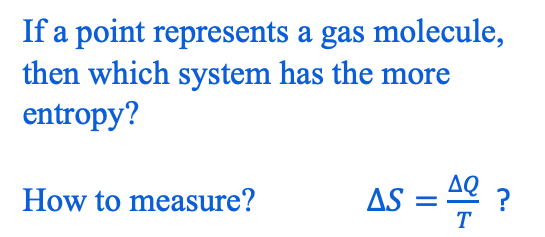 If a point represents a gas molecule,
then which system has the more
entropy?
How to measure? ΔS = ΔQ/T ?